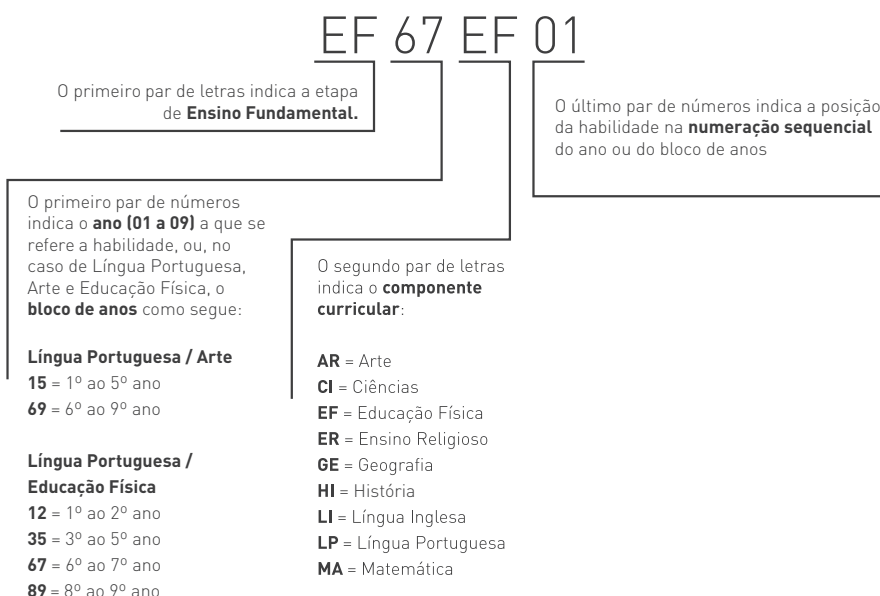 EF 67 EF 01
O primeiro par de letras indica a etapa
de Ensino Fundamental.
O último par de números indica a posição
da habilidade na numeração sequencial
do ano ou do bloco de anos
O primeiro par de números
indica o ano (01 a 09) a que se
refere a habilidade, ou, no
caso de Língua Portuguesa,
Arte e Educação Física, o
bloco de anos como segue:
Língua Portuguesa / Arte
15 = 1º ao 5º ano
69 = 6º ao 9º ano
Língua Portuguesa /
Educação Física
12 = 1º ao 2º ano
35 = 3º ao 5º ano
67 = 6º ao 7º ano
89 = 8º ao 9º ano
O segundo par de letras
indica o componente
curricular:
AR = Arte
CI = Ciências
EF = Educação Física
ER = Ensino Religioso
GE = Geografia
HI = História
LI = Língua Inglesa
LP = Língua Portuguesa
MA = Matemática